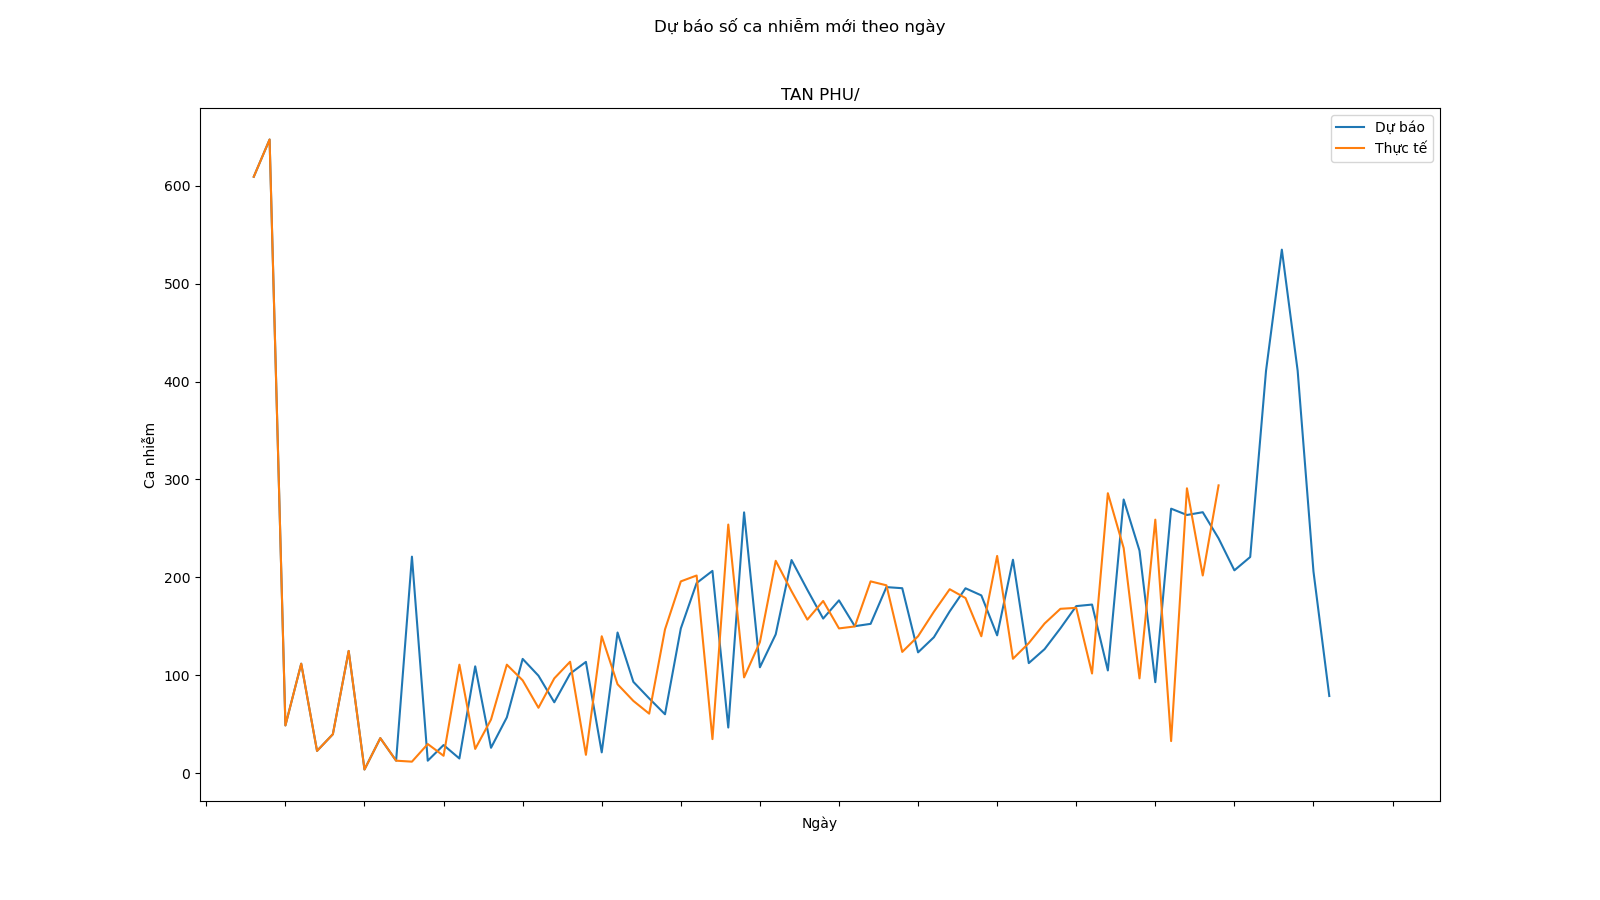 Dự báo số ca nhiễm mới theo ngày
TAN PHU/
Dự báo
Thực tế
600
500
400
300
200
100
0
Ca nhiễm
Ngày